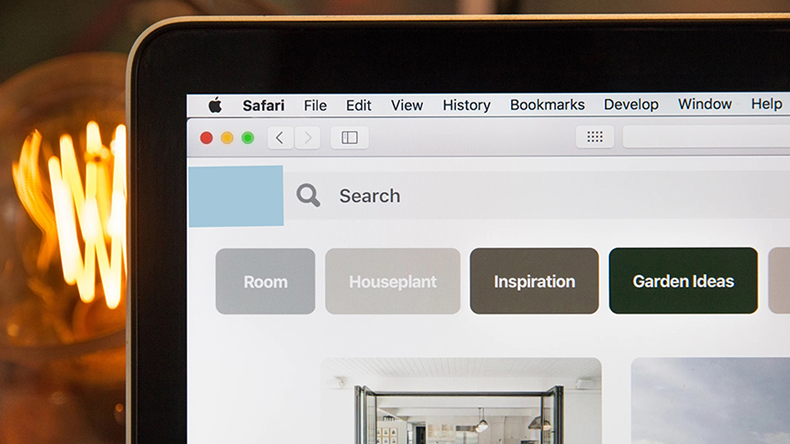 Safari File Edit View History Bookmarks Develop Window Help
Search
Room Houseplant Inspiration Garden Ideas